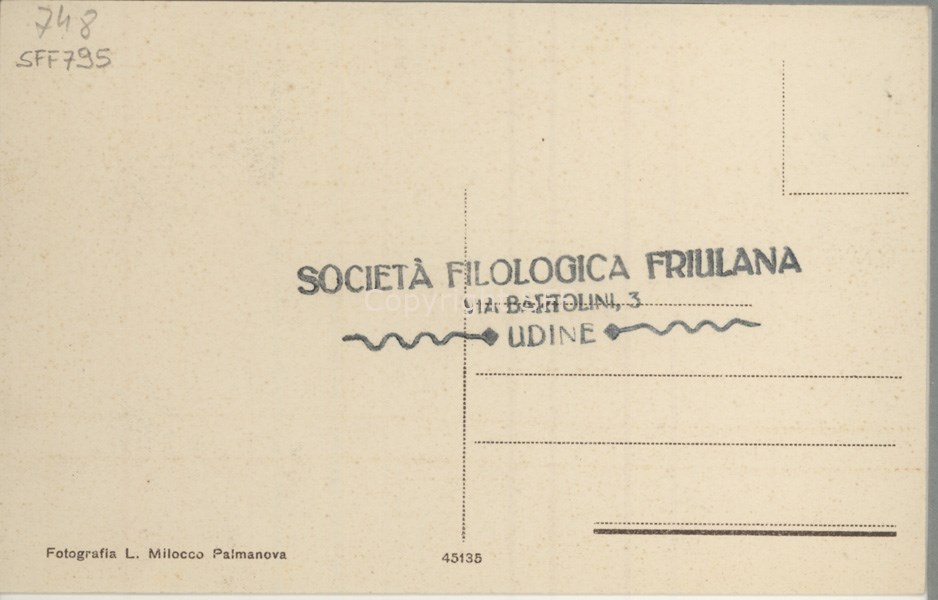 748
SFF795
SOCIETÀ FILOLOGICA FRIULANA
VIA BARTOLINI, 3
UDINE
Fotografia L. Milocco Palmanova
45135